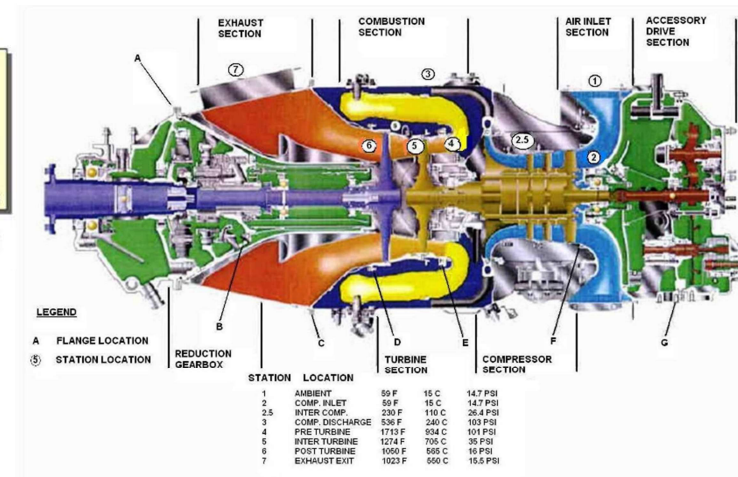 EXHAUST SECTION
COMBUSTION SECTION
AIR INLET SECTION
ACCESSORY DRIVE SECTION
A
7
3
1
2.5
6
5
4
2
LEGEND
A FLANGE LOCATION
5 STATION LOCATION
B
C
D
E
F
G
REDUCTION GEARBOX
TURBINE SECTION
COMPRESSOR SECTION
STATION LOCATION
1 AMBIENT 59 F 15 C 14.7 PSI
2 COMP. INLET 59 F 15 C 14.7 PSI
2.5 INTER COMP. 230 F 110 C 26.4 PSI
3 COMP. DISCHARGE 536 F 240 C 103 PSI
4 PRE TURBINE 1713 F 934 C 101 PSI
5 INTER TURBINE 1274 F 705 C 35 PSI
6 POST TURBINE 1050 F 565 C 16 PSI
7 EXHAUST EXIT 1023 F 550 C 15.5 PSI